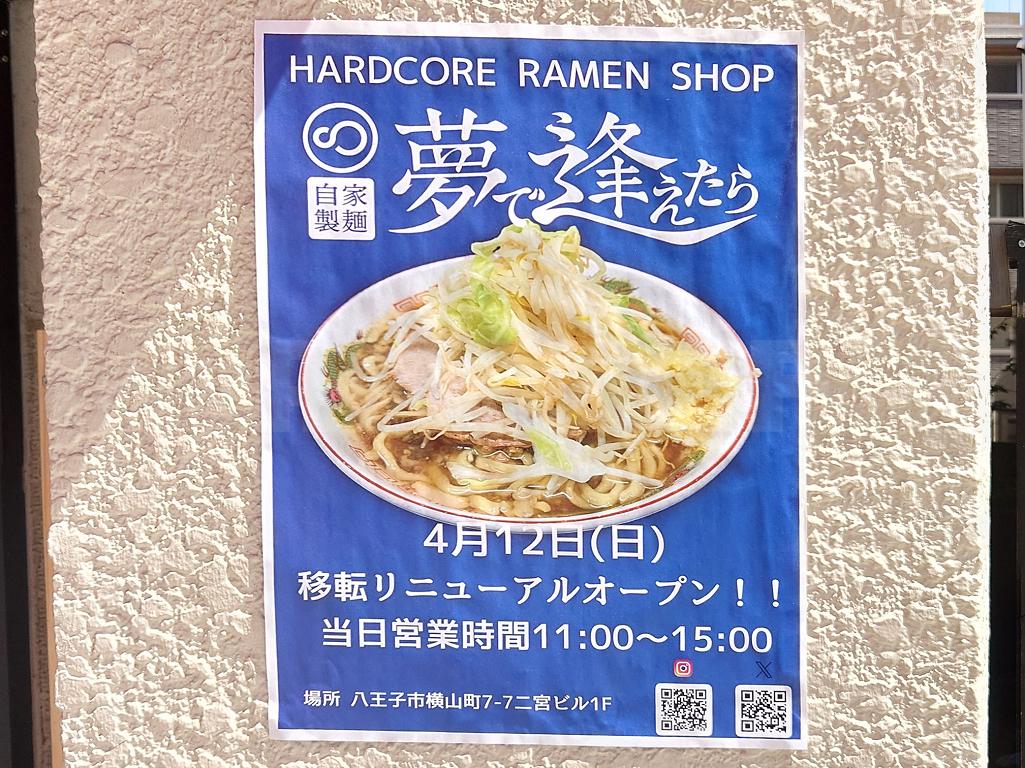 HARDCORE RAMEN SHOP
夢で逢えたら
自家
製麺
4月12日(日)
移転リニューアルオープン！！
当日営業時間11:00〜15:00
場所 八王子市横山町7-7二宮ビル1F